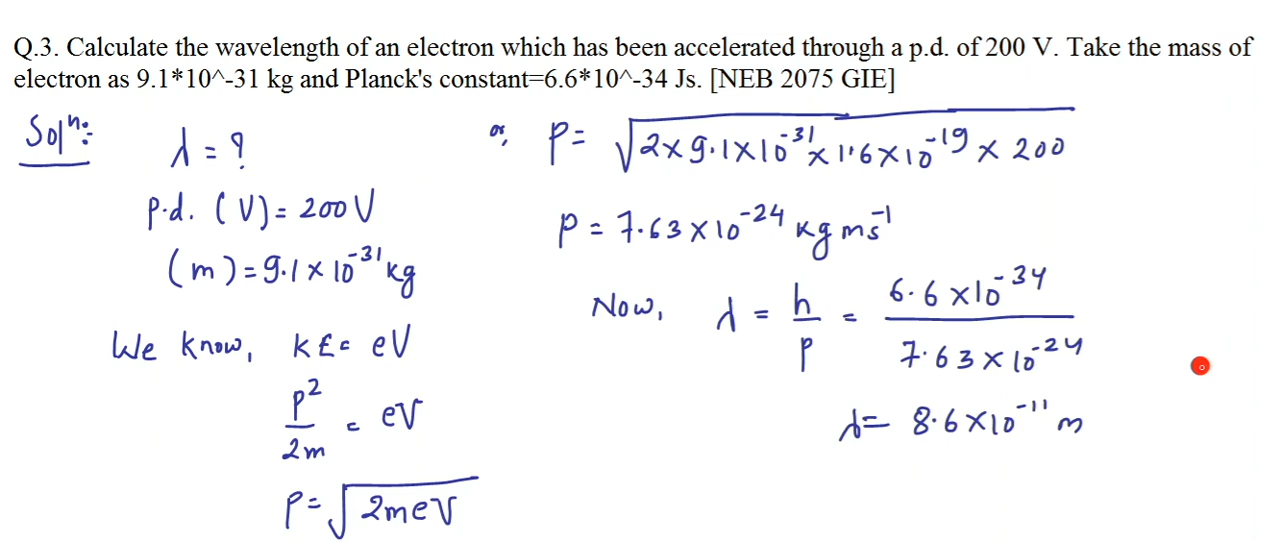 Q.3. Calculate the wavelength of an electron which has been accelerated through a p.d. of 200 V. Take the mass of
electron as 9.1*10^-31 kg and Planck's constant=6.6*10^-34 Js. [NEB 2075 GIE]
Solⁿ:
λ = ?
p.d. (V) = 200 V
(m) = 9.1 × 10⁻³¹ kg
We know, KE = eV
p²/2m = eV
P = √(2meV)
or, P = √(2×9.1×10⁻³¹×1.6×10⁻¹⁹×200)
P = 7.63×10⁻²⁴ kg ms⁻¹
Now, λ = h/p = 6.6×10⁻³⁴/7.63×10⁻²⁴
λ = 8.6×10⁻¹¹ m